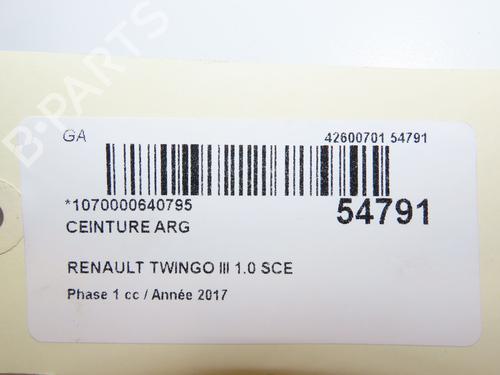 B-PARTS
GA 42600701 54791
*1070000640795 54791
CEINTURE ARG
RENAULT TWINGO III 1.0 SCE
Phase 1 cc / Année 2017